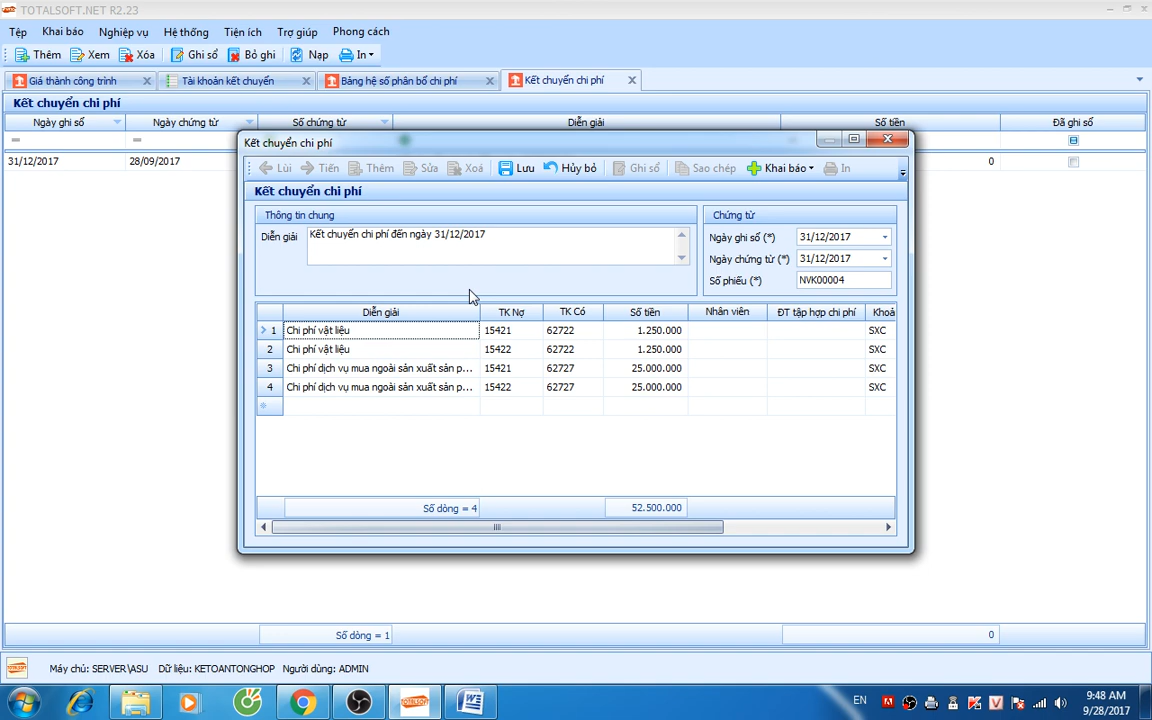 TOTALSOFT.NET R2.23
Tệp Khai báo Nghiệp vụ Hệ thống Tiện ích Trợ giúp Phong cách
Thêm Xem Xóa Ghi sổ Bỏ ghi Nạp In
Giá thành công trình Tài khoản kết chuyển Bảng hệ số phân bổ chi phí Kết chuyển chi phí
Kết chuyển chi phí
Ngày ghi sổ Ngày chứng từ Số chứng từ Diễn giải Số tiền Đã ghi sổ
31/12/2017 28/09/2017 0
Kết chuyển chi phí
Lùi Tiến Thêm Sửa Xoá Lưu Hủy bỏ Ghi sổ Sao chép Khai báo In
Kết chuyển chi phí
Thông tin chung Chứng từ
Diễn giải Kết chuyển chi phí đến ngày 31/12/2017
Ngày ghi sổ (*) 31/12/2017
Ngày chứng từ (*) 31/12/2017
Số phiếu (*) NVK00004
Diễn giải TK Nợ TK Có Số tiền Nhân viên ĐT tập hợp chi phí Khoả
1 Chi phí vật liệu 15421 62722 1.250.000 SXC
2 Chi phí vật liệu 15422 62722 1.250.000 SXC
3 Chi phí dịch vụ mua ngoài sản xuất sản p... 15421 62727 25.000.000 SXC
4 Chi phí dịch vụ mua ngoài sản xuất sản p... 15422 62727 25.000.000 SXC
Số dòng = 4 52.500.000
Số dòng = 1 0
TOTALSOFT Máy chủ: SERVER\ASU Dữ liệu: KETOANTONGHOP Người dùng: ADMIN
TOTALSOFT EN 9:48 AM
9/28/2017